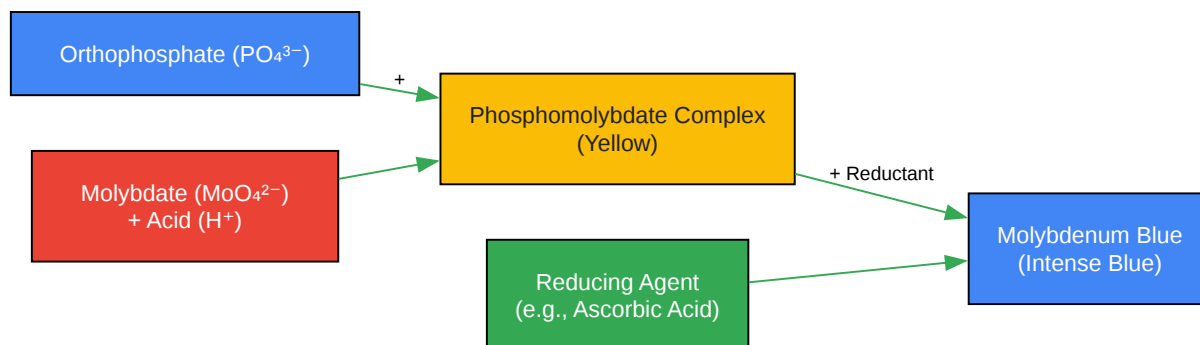 Orthophosphate (PO₄³⁻)
+
Molybdate (MoO₄²⁻)
+ Acid (H⁺)
Phosphomolybdate Complex
(Yellow)
+ Reductant
Reducing Agent
(e.g., Ascorbic Acid)
Molybdenum Blue
(Intense Blue)